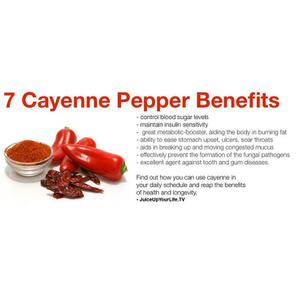 7 Cayenne Pepper Benefits
- control blood sugar levels
- maintain insulin sensitivity
- great metabolic-booster, aiding the body in burning fat
- ability to ease stomach upset, ulcers, soar throats
- aids in breaking up and moving congested mucus
- effectively prevent the formation of the fungal pathogens
- excellent agent against tooth and gum diseases.
Find out how you can use cayenne in
your daily schedule and reap the benefits
of health and longevity.
- JuiceUpYourLife.TV